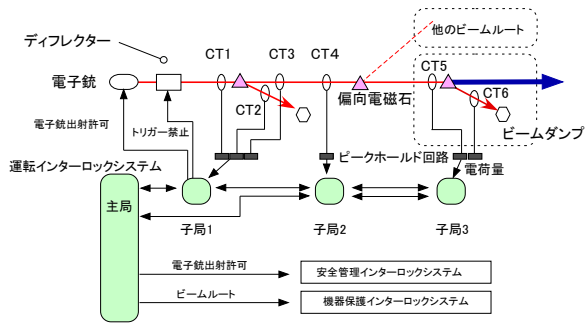 他のビームルート
ディフレクター
CT1
CT3
CT4
CT5
電子銃
CT2
偏向電磁石
CT6
ビームダンプ
電子銃出射許可
トリガー禁止
ピークホールド回路
電荷量
運転インターロックシステム
主局
子局1
子局2
子局3
電子銃出射許可
安全管理インターロックシステム
ビームルート
機器保護インターロックシステム